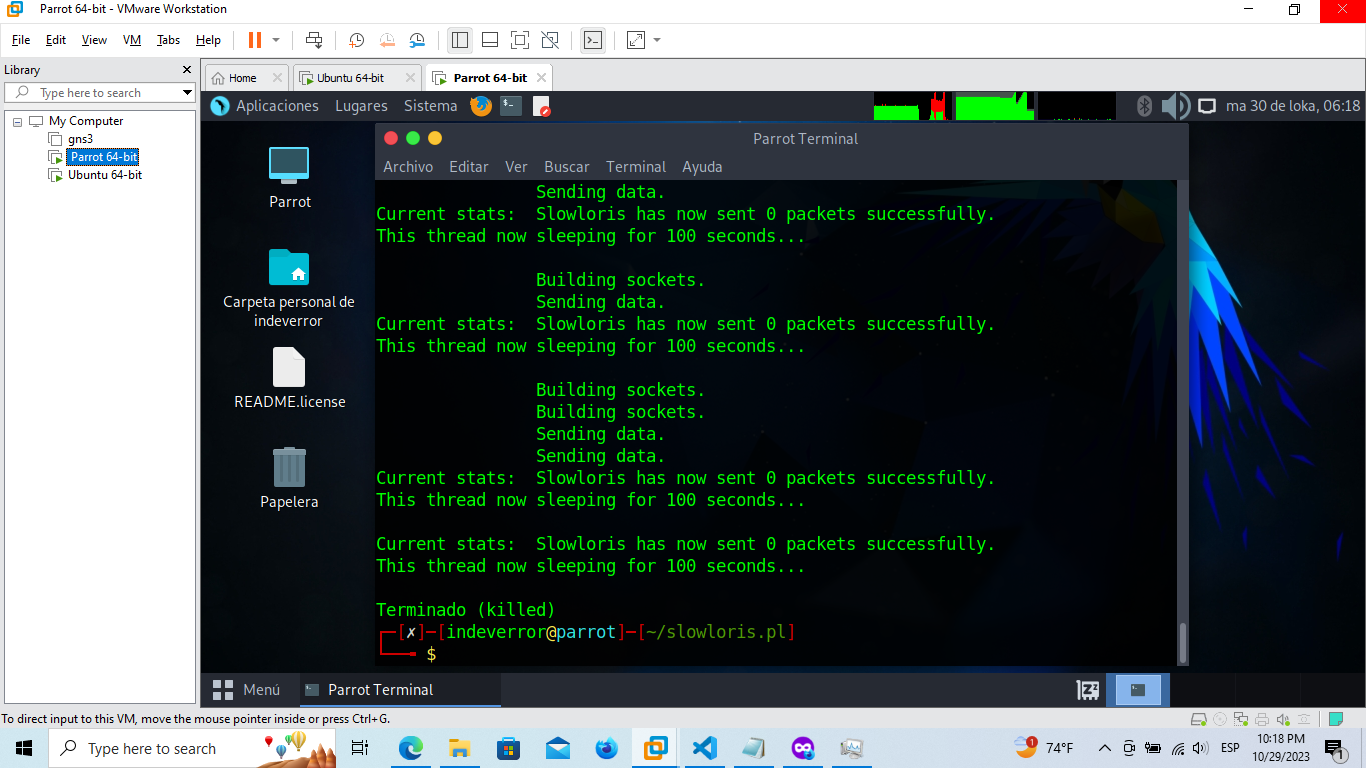 Parrot 64-bit - VMware Workstation
File Edit View VM Tabs Help
Library
Type here to search
My Computer
gns3
Parrot 64-bit
Ubuntu 64-bit
Home Ubuntu 64-bit Parrot 64-bit
Aplicaciones Lugares Sistema
ma 30 de loka, 06:18
Parrot
Carpeta personal de
indeverror
README.license
Papelera
Parrot Terminal
Archivo Editar Ver Buscar Terminal Ayuda
Sending data.
Current stats:  Slowloris has now sent 0 packets successfully.
This thread now sleeping for 100 seconds...
Building sockets.
Sending data.
Current stats:  Slowloris has now sent 0 packets successfully.
This thread now sleeping for 100 seconds...
Building sockets.
Building sockets.
Sending data.
Sending data.
Current stats:  Slowloris has now sent 0 packets successfully.
This thread now sleeping for 100 seconds...
Current stats:  Slowloris has now sent 0 packets successfully.
This thread now sleeping for 100 seconds...
Terminado (killed)
┌─[✗]─[indeverror@parrot]─[~/slowloris.pl]
└──╼ $
Menú Parrot Terminal
To direct input to this VM, move the mouse pointer inside or press Ctrl+G.
Type here to search
1
74°F
ESP
10:18 PM
10/29/2023
1